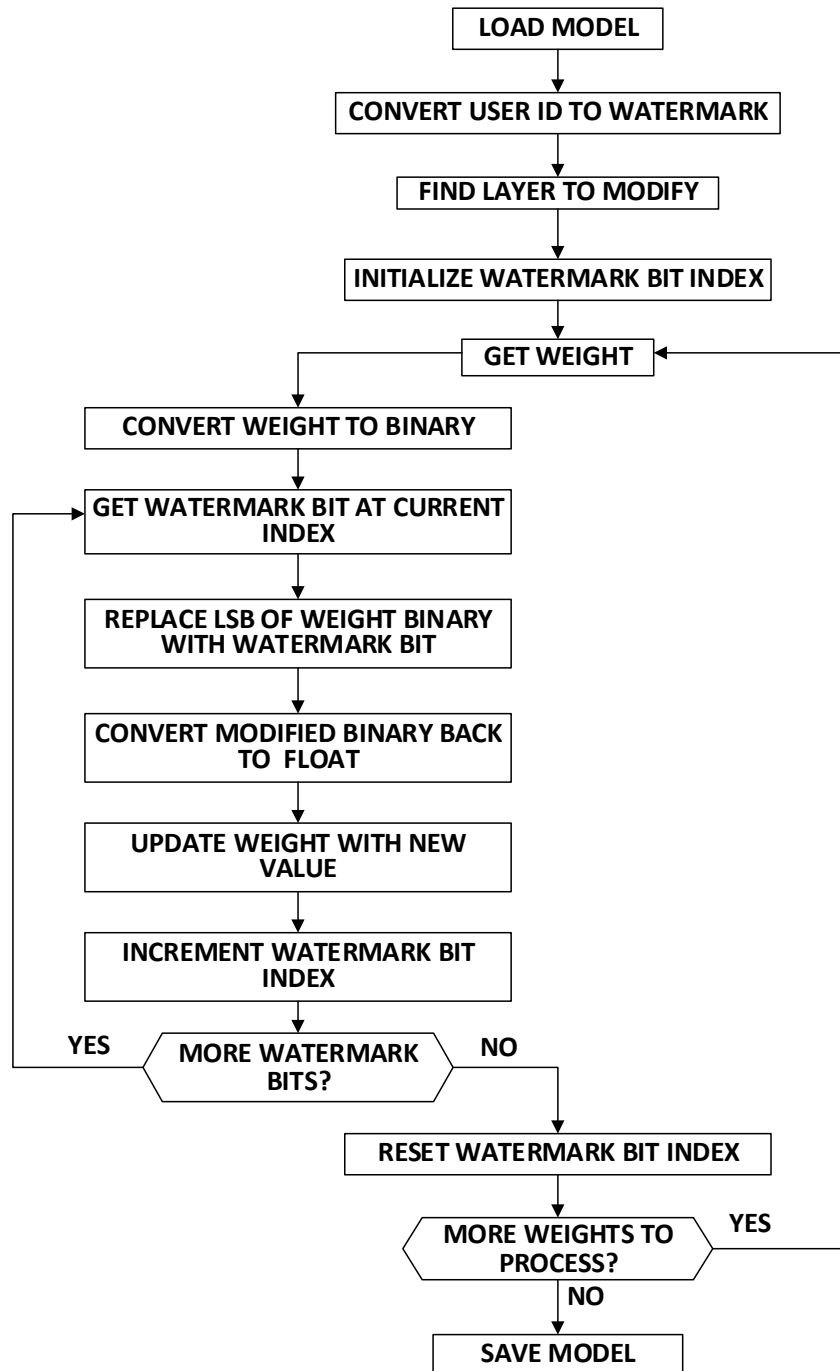 LOAD MODEL
CONVERT USER ID TO WATERMARK
FIND LAYER TO MODIFY
INITIALIZE WATERMARK BIT INDEX
GET WEIGHT
CONVERT WEIGHT TO BINARY
GET WATERMARK BIT AT CURRENT
INDEX
REPLACE LSB OF WEIGHT BINARY
WITH WATERMARK BIT
CONVERT MODIFIED BINARY BACK
TO FLOAT
UPDATE WEIGHT WITH NEW
VALUE
INCREMENT WATERMARK BIT
INDEX
YES
MORE WATERMARK
BITS?
NO
RESET WATERMARK BIT INDEX
MORE WEIGHTS TO
PROCESS?
YES
NO
SAVE MODEL